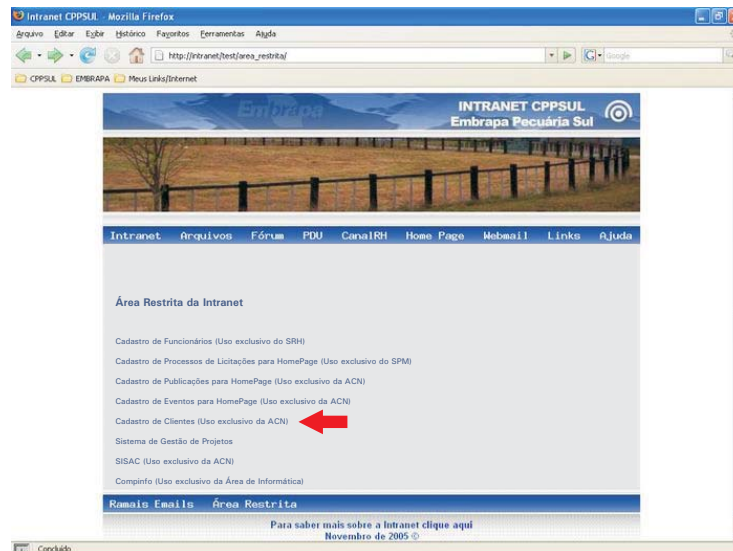 Intranet CPPSUL - Mozilla Firefox
Arquivo Editar Exibir Histórico Favoritos Ferramentas Ajuda
http://intranet/test/area_restrita/
Google
CPPSUL EMBRAPA Meus Links/Internet
Embrapa
INTRANET CPPSUL
Embrapa Pecuária Sul
Intranet Arquivos Fórum PDU CanalRH Home Page Webmail Links Ajuda
Área Restrita da Intranet
Cadastro de Funcionários (Uso exclusivo do SRH)
Cadastro de Processos de Licitações para HomePage (Uso exclusivo do SPM)
Cadastro de Publicações para HomePage (Uso exclusivo da ACN)
Cadastro de Eventos para HomePage (Uso exclusivo da ACN)
Cadastro de Clientes (Uso exclusivo da ACN)
Sistema de Gestão de Projetos
SISAC (Uso exclusivo da ACN)
Compinfo (Uso exclusivo da Área de Informática)
Ramais Emails Área Restrita
Para saber mais sobre a Intranet clique aqui
Novembro de 2005 ©
Concluído